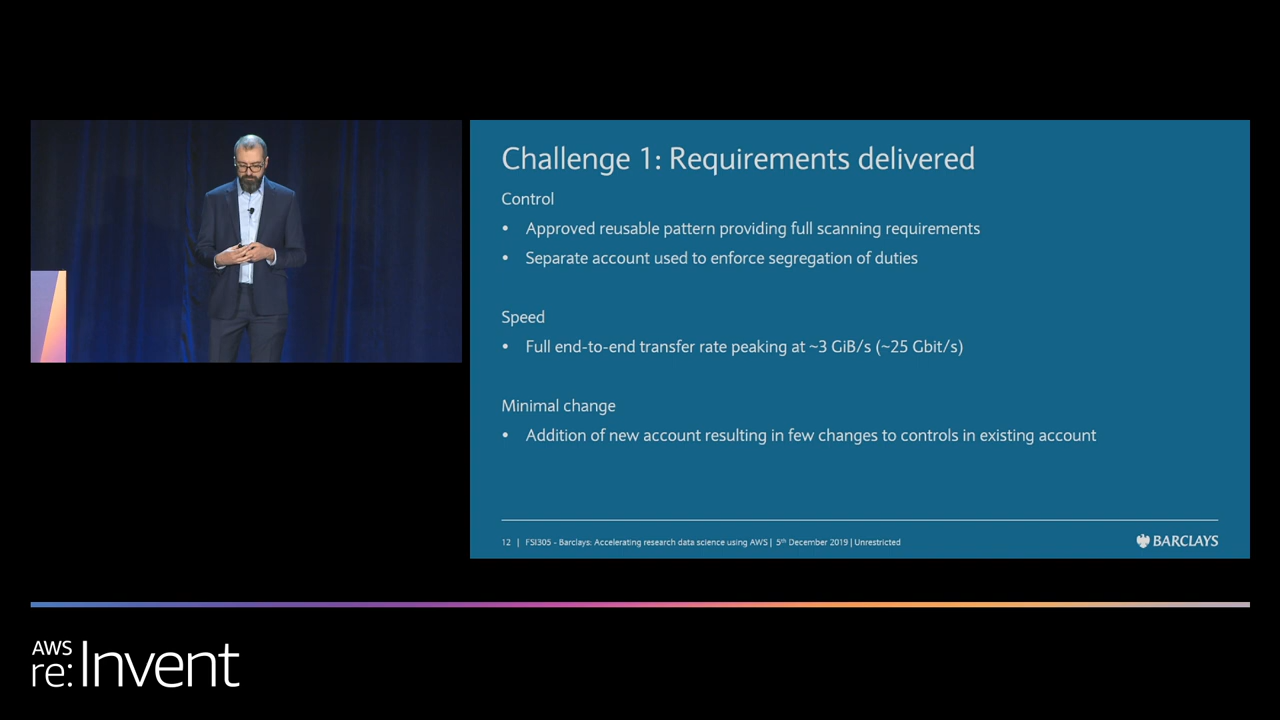 Challenge 1: Requirements delivered
Control
• Approved reusable pattern providing full scanning requirements
• Separate account used to enforce segregation of duties
Speed
• Full end-to-end transfer rate peaking at ~3 GiB/s (~25 Gbit/s)
Minimal change
• Addition of new account resulting in few changes to controls in existing account
12 | FSI305 - Barclays: Accelerating research data science using AWS | 5th December 2019 | Unrestricted
BARCLAYS
AWS
re:Invent